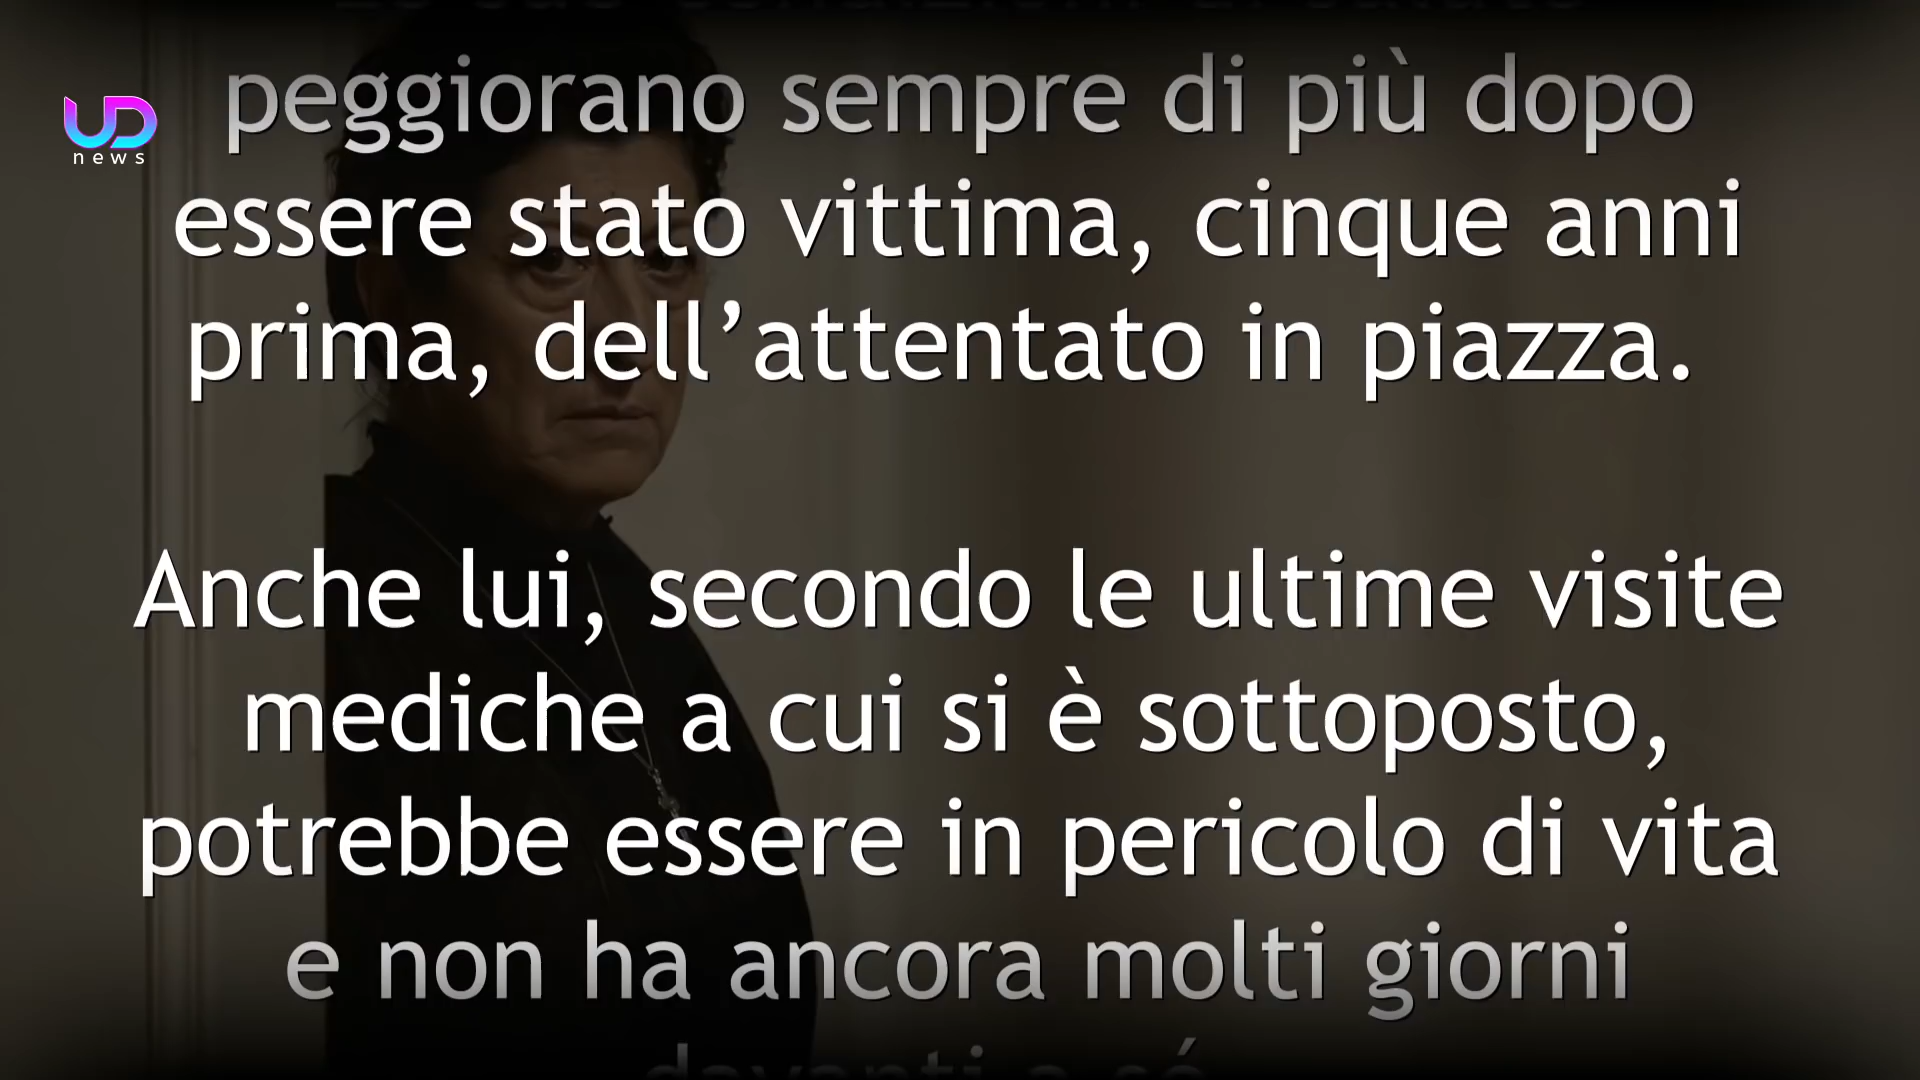 UD
news
peggiorano sempre di più dopo
essere stato vittima, cinque anni
prima, dell’attentato in piazza.
Anche lui, secondo le ultime visite
mediche a cui si è sottoposto,
potrebbe essere in pericolo di vita
e non ha ancora molti giorni
davanti a sé